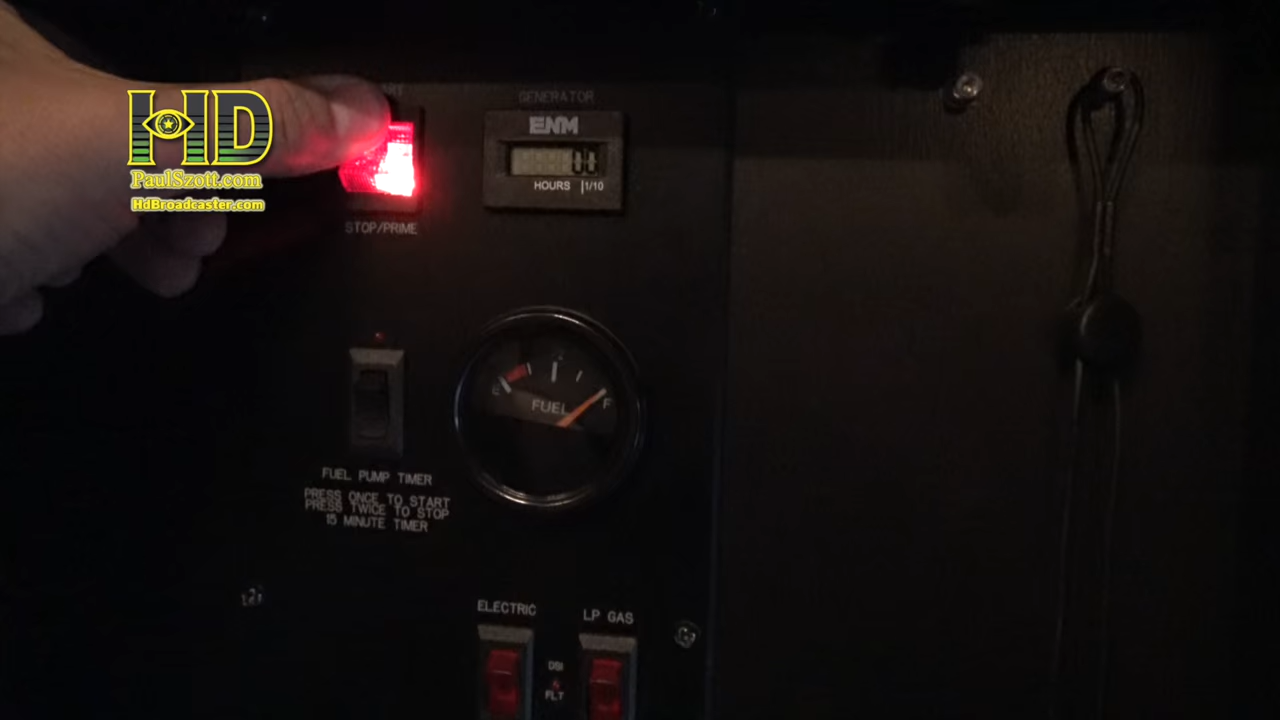 HD
PaulSzott.com
HdBroadcaster.com
GENERATOR
ENM
HOURS 1/10
STOP/PRIME
E FUEL F
FUEL PUMP TIMER
PRESS ONCE TO START
PRESS TWICE TO STOP
15 MINUTE TIMER
ELECTRIC
LP GAS
DSI
FLT